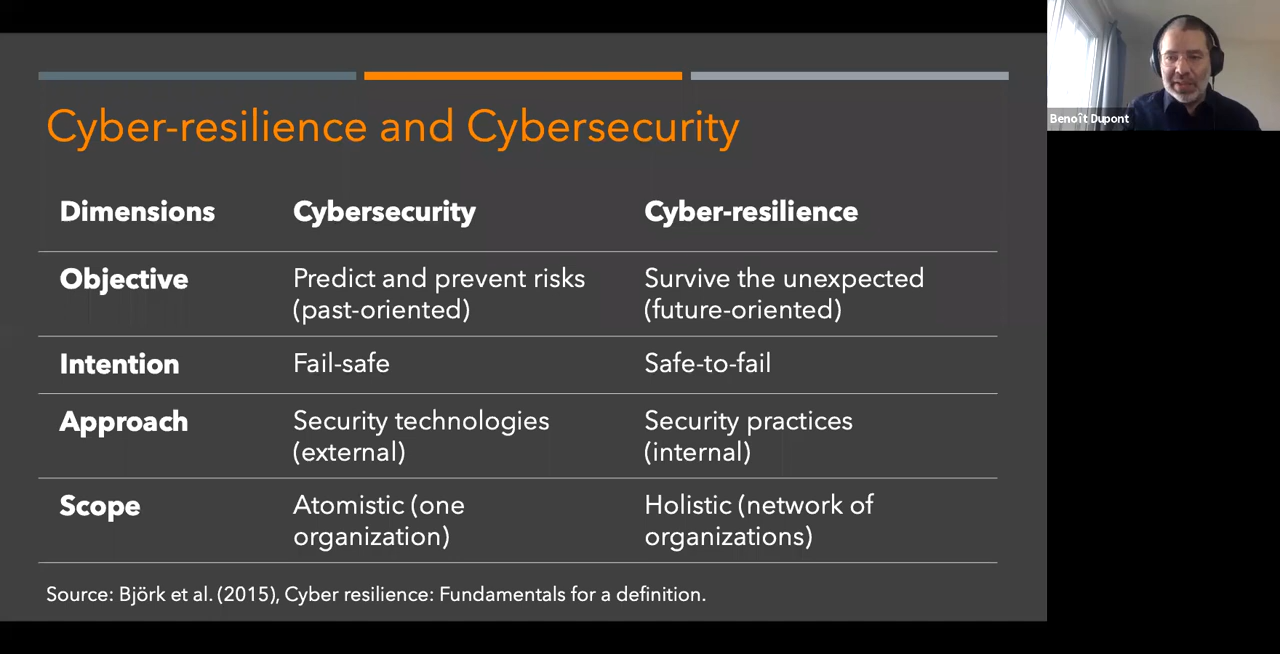 Cyber-resilience and Cybersecurity
Dimensions Cybersecurity Cyber-resilience
Objective Predict and prevent risks Survive the unexpected
(past-oriented) (future-oriented)
Intention Fail-safe Safe-to-fail
Approach Security technologies Security practices
(external) (internal)
Scope Atomistic (one Holistic (network of
organization) organizations)
Source: Björk et al. (2015), Cyber resilience: Fundamentals for a definition.
Benoît Dupont